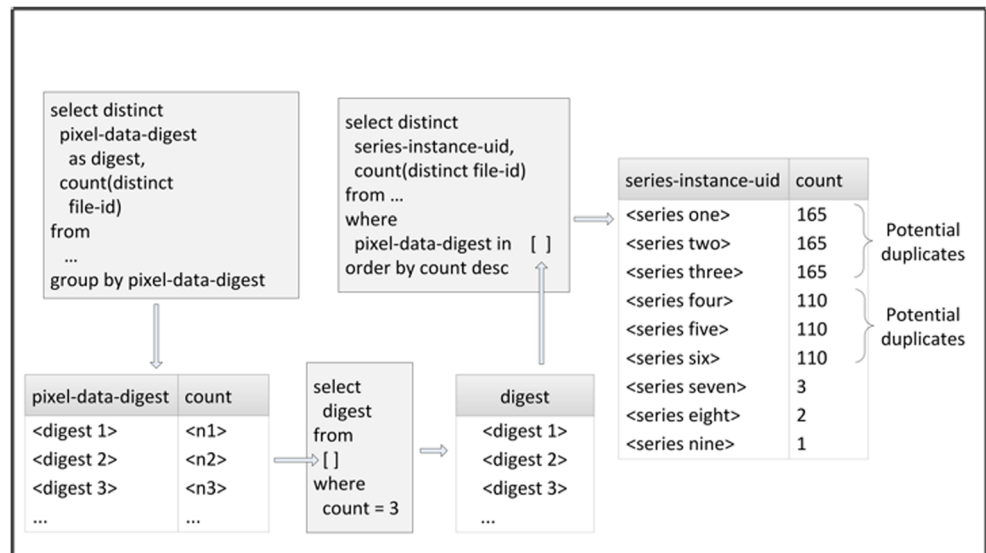 select distinct
pixel-data-digest
as digest,
count(distinct
file-id)
from
...
group by pixel-data-digest
select distinct
series-instance-uid,
count(distinct file-id)
from ...
where
pixel-data-digest in [ ]
order by count desc
series-instance-uid count
<series one> 165
<series two> 165
<series three> 165
<series four> 110
<series five> 110
<series six> 110
<series seven> 3
<series eight> 2
<series nine> 1
Potential
duplicates
Potential
duplicates
pixel-data-digest count
<digest 1> <n1>
<digest 2> <n2>
<digest 3> <n3>
... ...
select
digest
from
[ ]
where
count = 3
digest
<digest 1>
<digest 2>
<digest 3>
...